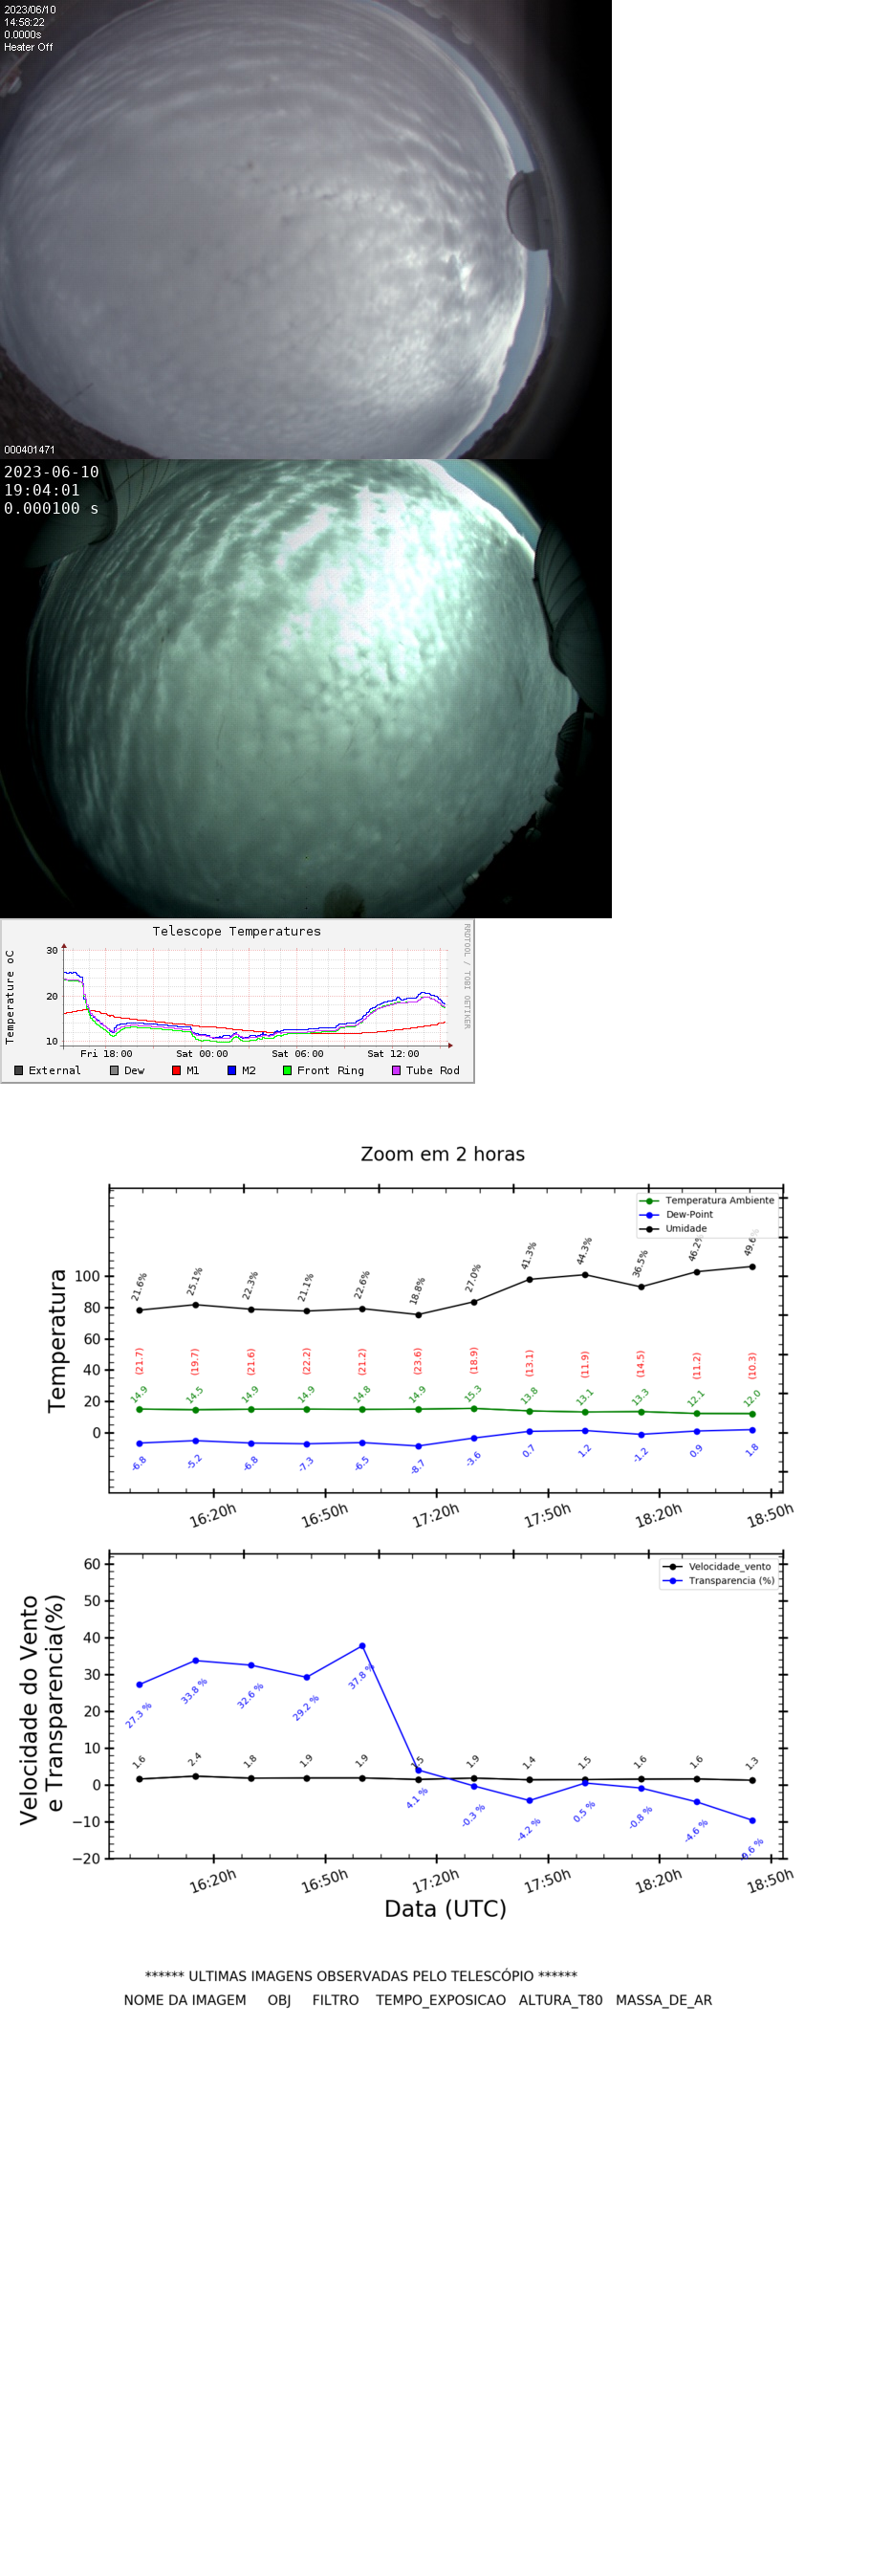 2023/06/10
14:58:22
0.0000s
Heater Off
000401471
2023-06-10
19:04:01
0.000100 s
Telescope Temperatures
RRDTOOL / TOBI OETIKER
Temperature oC
30
20
10
Fri 18:00 Sat 00:00 Sat 06:00 Sat 12:00
External Dew M1 M2 Front Ring Tube Rod
Zoom em 2 horas
Temperatura Ambiente
Dew-Point
Umidade
Temperatura
100
80
60
40
20
0
21.6% 25.1% 22.3% 21.1% 22.6% 18.8% 27.0% 41.3% 44.3% 36.5% 46.2% 49.6
(21.7) (19.7) (21.6) (22.2) (21.2) (23.6) (18.9) (13.1) (11.9) (14.5) (11.2) (10.3)
14.9 14.5 14.9 14.9 14.8 14.9 15.3 13.8 13.1 13.3 12.1 12.0
-6.8 -5.2 -6.8 -7.3 -6.5 -8.7 -3.6 0.7 1.2 -1.2 0.9 1.8
16:20h 16:50h 17:20h 17:50h 18:20h 18:50h
Velocidade_vento
Transparencia (%)
Velocidade do Vento
e Transparencia(%)
60
50
40
30
20
10
0
−10
−20
27.3 % 33.8 % 32.6 % 29.2 % 37.8 % 4.1 % -0.3 % -4.2 % 0.5 % -0.8 % -4.6 % -9.6 %
1.6 2.4 1.8 1.9 1.9 1.5 1.9 1.4 1.5 1.6 1.6 1.3
16:20h 16:50h 17:20h 17:50h 18:20h 18:50h
Data (UTC)
****** ULTIMAS IMAGENS OBSERVADAS PELO TELESCÓPIO ******
NOME DA IMAGEM OBJ FILTRO TEMPO_EXPOSICAO ALTURA_T80 MASSA_DE_AR